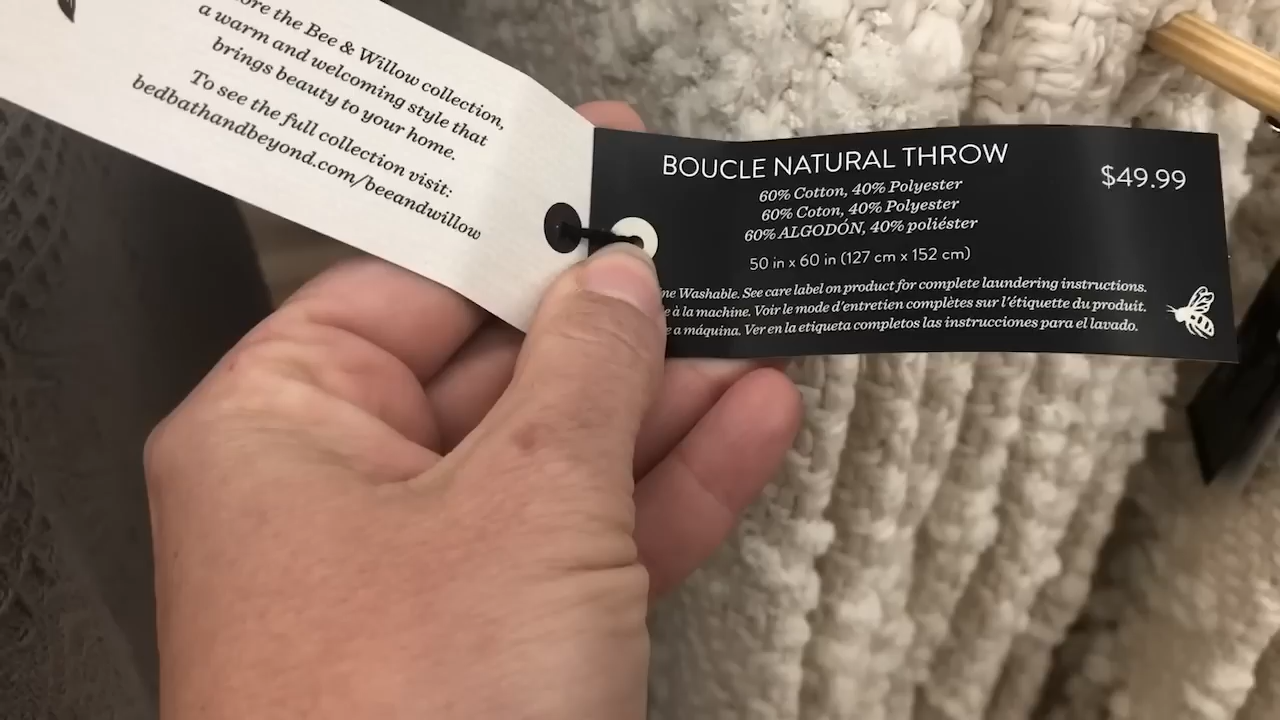 the Bee & Willow collection,
a warm and welcoming style that
brings beauty to your home.
To see the full collection visit:
bedbathandbeyond.com/beeandwillow
BOUCLE NATURAL THROW
$49.99
60% Cotton, 40% Polyester
60% Coton, 40% Polyester
60% ALGODÓN, 40% poliéster
50 in x 60 in (127 cm x 152 cm)
Washable. See care label on product for complete laundering instructions.
à la machine. Voir le mode d'entretien complètes sur l'étiquette du produit.
a máquina. Ver en la etiqueta completos las instrucciones para el lavado.